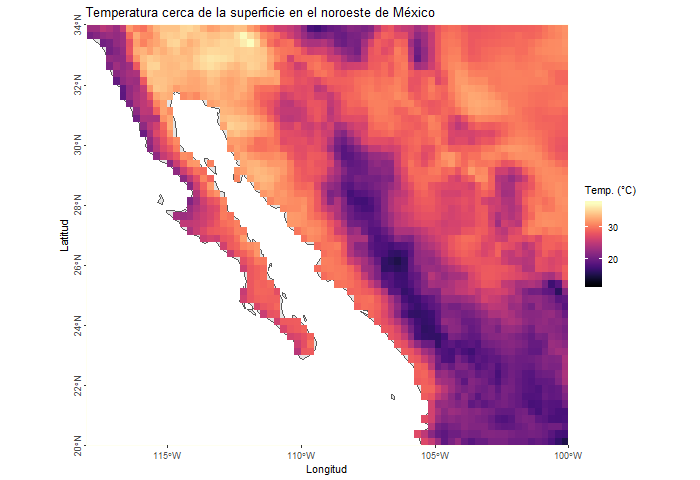 Temperatura cerca de la superficie en el noroeste de México
34°N
32°N
30°N
28°N
26°N
24°N
22°N
20°N
Latitud
115°W
110°W
105°W
100°W
Longitud
Temp. (°C)
30
20